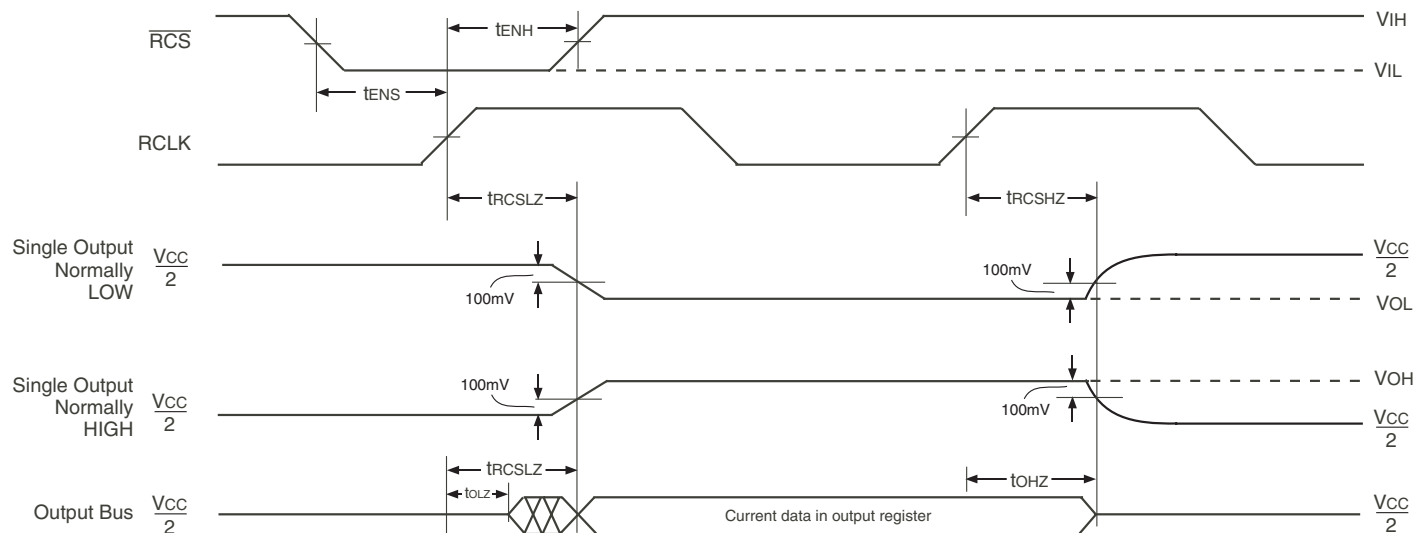 RCS
tENH
VIH
VIL
tENS
RCLK
tRCSLZ
tRCSHZ
Single Output
Normally
LOW
VCC
2
100mV
100mV
VCC
2
VOL
Single Output
Normally
HIGH
VCC
2
100mV
100mV
VOH
VCC
2
tRCSLZ
tOLZ
tOHZ
Output Bus
VCC
2
Current data in output register
VCC
2